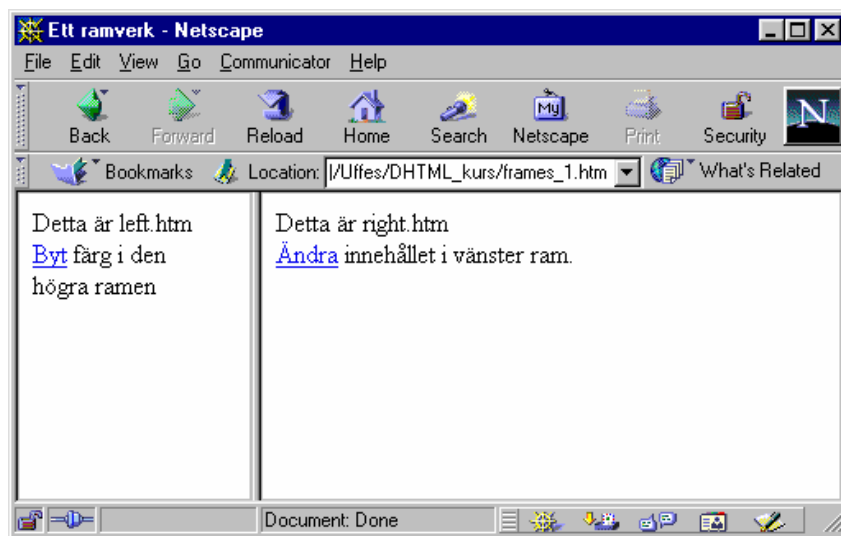 Ett ramverk - Netscape
File Edit View Go Communicator Help
My
N
Back Forward Reload Home Search Netscape Print Security
Bookmarks Location: |/Uffes/DHTML_kurs/frames_1.htm What's Related
Detta är left.htm
Byt färg i den
högra ramen
Detta är right.htm
Ändra innehållet i vänster ram.
Document: Done